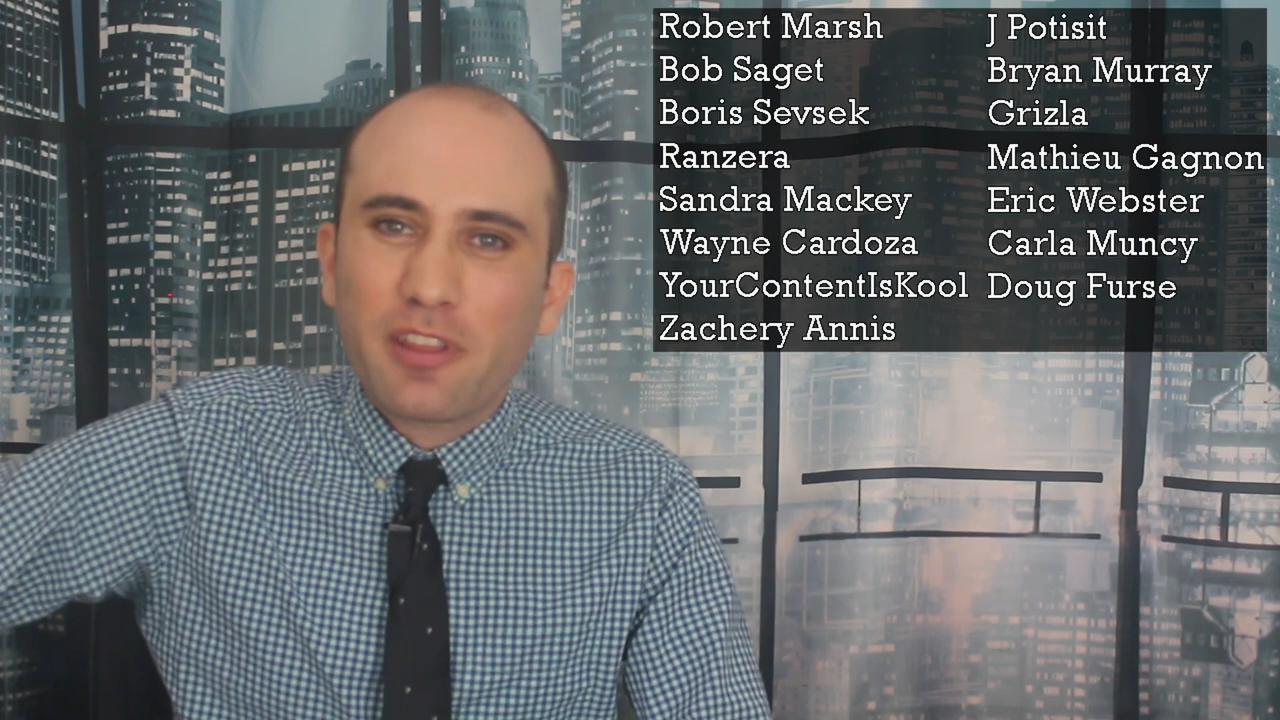 Robert Marsh
Bob Saget
Boris Sevsek
Ranzera
Sandra Mackey
Wayne Cardoza
YourContentIsKool
Zachery Annis
J Potisit
Bryan Murray
Grizla
Mathieu Gagnon
Eric Webster
Carla Muncy
Doug Furse